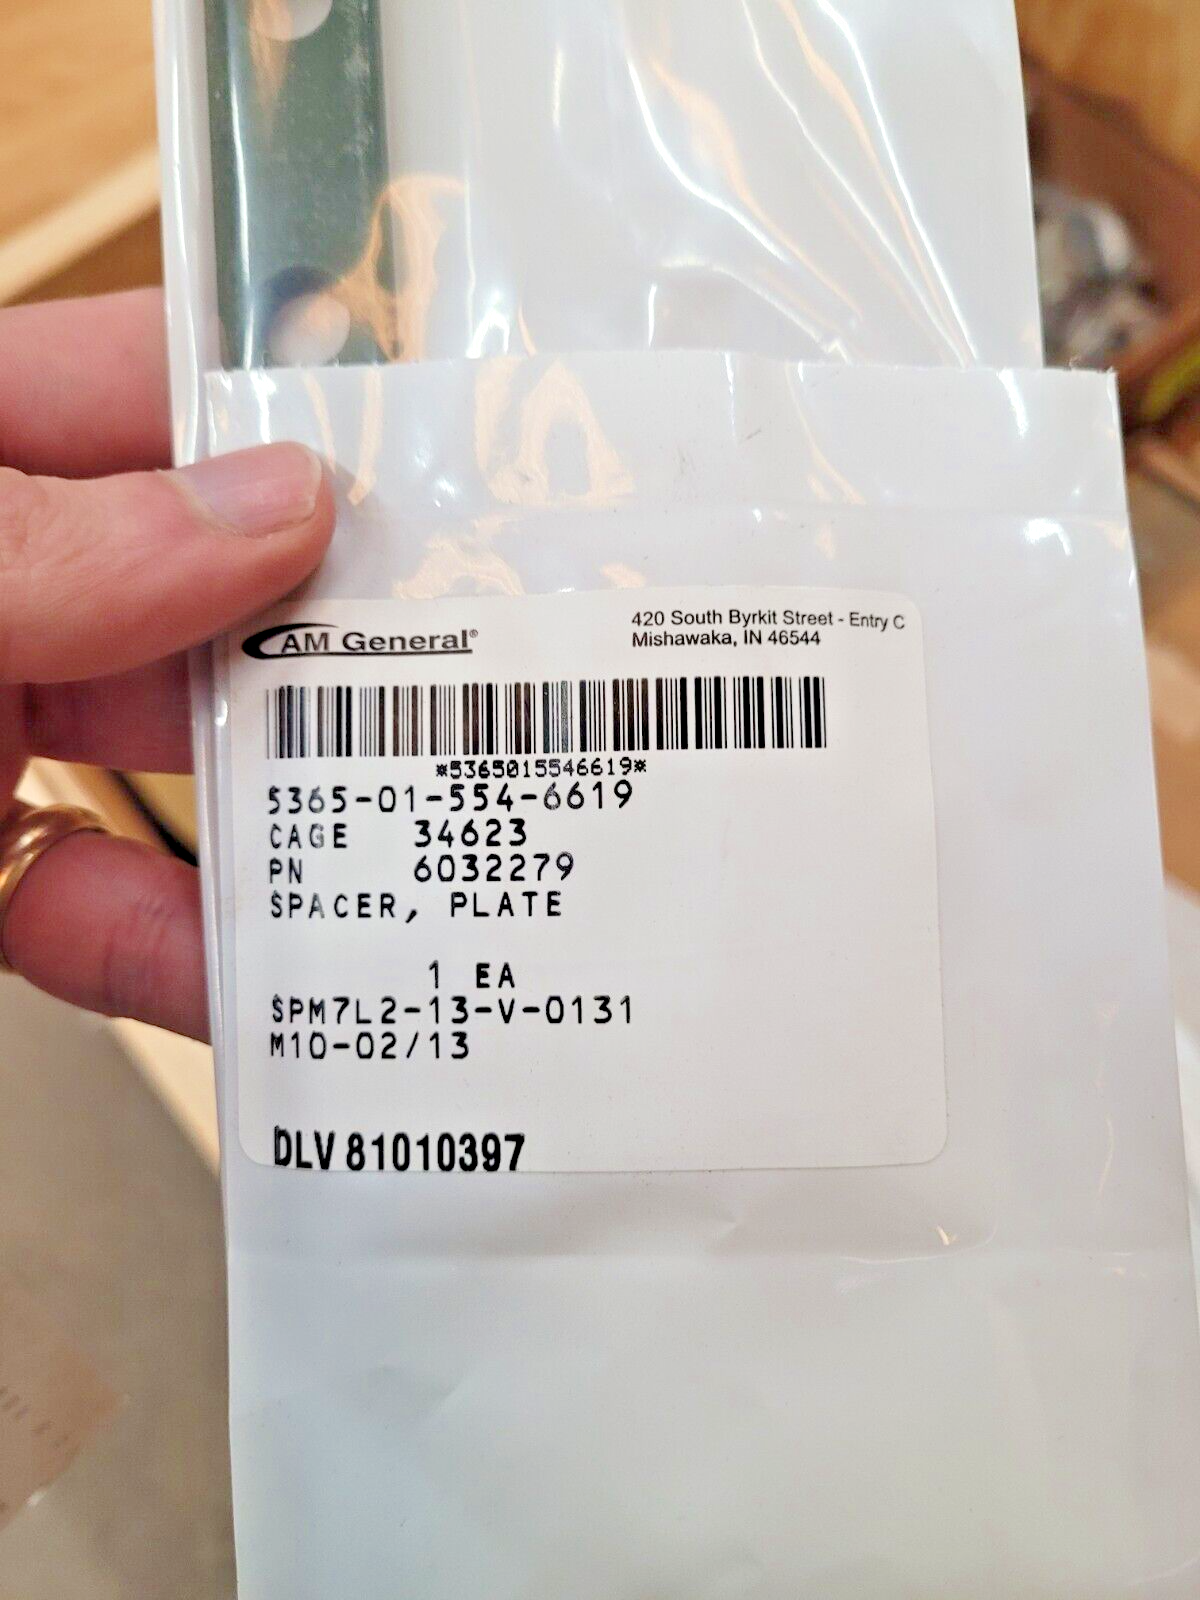 AM General®
420 South Byrkit Street - Entry C
Mishawaka, IN 46544
*5365015546619*
5365-01-554-6619
CAGE 34623
PN 6032279
SPACER, PLATE
1 EA
SPM7L2-13-V-0131
M10-02/13
DLV 81010397